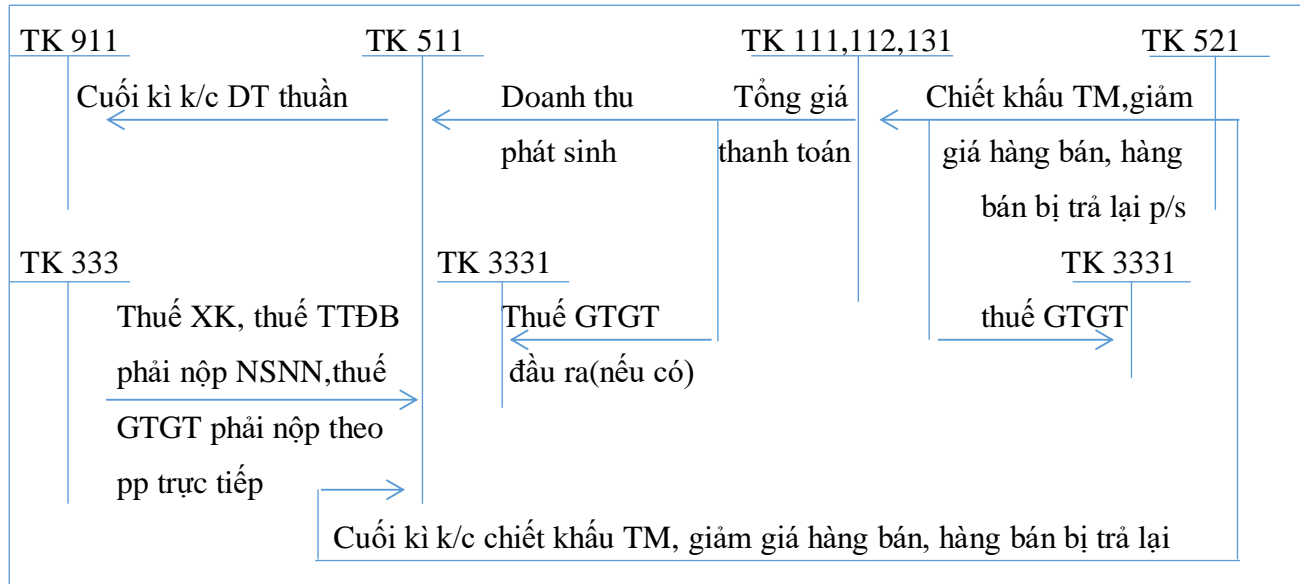 TK 911
TK 511
TK 111,112,131
TK 521
Cuối kì k/c DT thuần
Doanh thu
phát sinh
Tổng giá
thanh toán
Chiết khấu TM,giảm
giá hàng bán, hàng
bán bị trả lại p/s
TK 333
TK 3331
TK 3331
Thuế XK, thuế TTĐB
phải nộp NSNN,thuế
GTGT phải nộp theo
pp trực tiếp
Thuế GTGT
đầu ra(nếu có)
thuế GTGT
Cuối kì k/c chiết khấu TM, giảm giá hàng bán, hàng bán bị trả lại